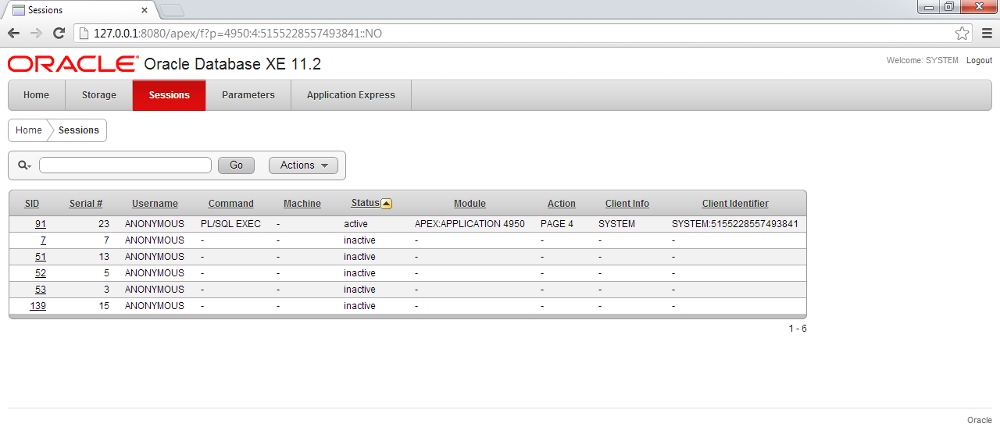 Sessions
127.0.0.1:8080/apex/f?p=4950:4:5155228557493841::NO
ORACLE® Oracle Database XE 11.2 Welcome: SYSTEM Logout
Home Storage Sessions Parameters Application Express
Home Sessions
Go Actions
SID Serial # Username Command Machine Status Module Action Client Info Client Identifier
91 23 ANONYMOUS PL/SQL EXEC - active APEX:APPLICATION 4950 PAGE 4 SYSTEM SYSTEM:5155228557493841
7 7 ANONYMOUS - - inactive - - - -
51 13 ANONYMOUS - - inactive - - - -
52 5 ANONYMOUS - - inactive - - - -
53 3 ANONYMOUS - - inactive - - - -
139 15 ANONYMOUS - - inactive - - - -
1 - 6
Oracle